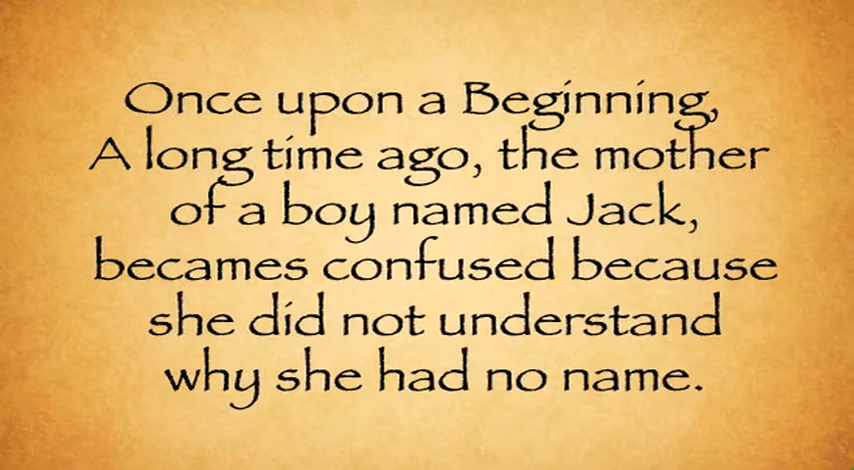 Once upon a Beginning,
A long time ago, the mother
of a boy named Jack,
becames confused because
she did not understand
why she had no name.